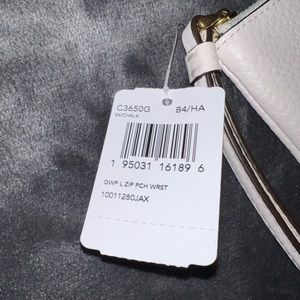 C3650G B4/HA
B4/CHALK
1 95031 16189 6
GWP L ZIP PCH WRST
10011280JAX